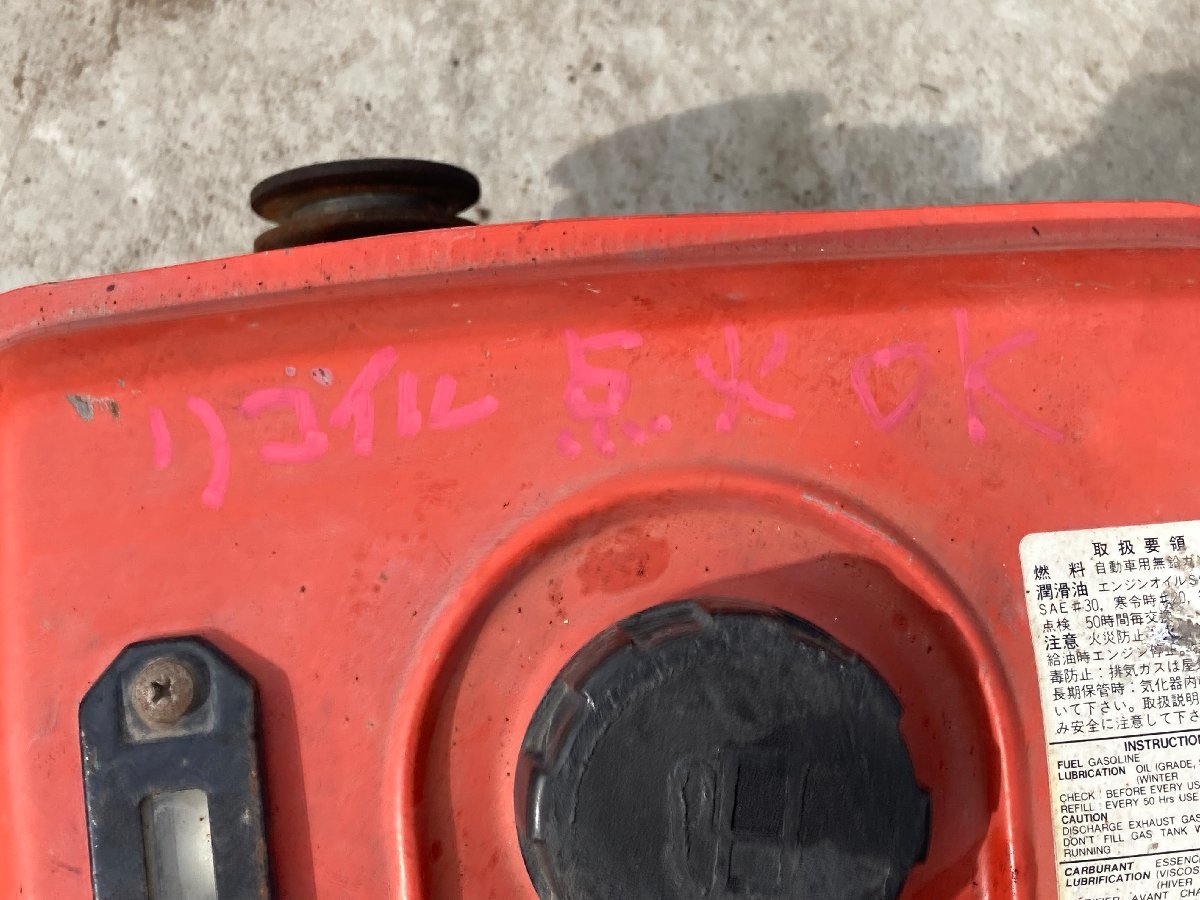 リコイル 点火 OK
取扱要領
燃料 自動車用無鉛ガ
潤滑油 エンジンオイルS
SAE#30, 寒冷時#20,
点検 50時間毎交
注意 火災防止:
給油時エンジン停止。
毒防止:排気ガスは屋
長期保管時:気化器内
いて下さい。取扱説明
み安全に注意して下さ
INSTRUCTION
FUEL GASOLINE
LUBRICATION OIL (GRADE, S
(WINTER
CHECK: BEFORE EVERY US
REFILL: EVERY 50 Hrs USE
CAUTION
DISCHARGE EXHAUST GAS
DON'T FILL GAS TANK W
RUNNING
CARBURANT ESSENC
LUBRIFICATION (VISCOS
(HIVER
AVANT CHA